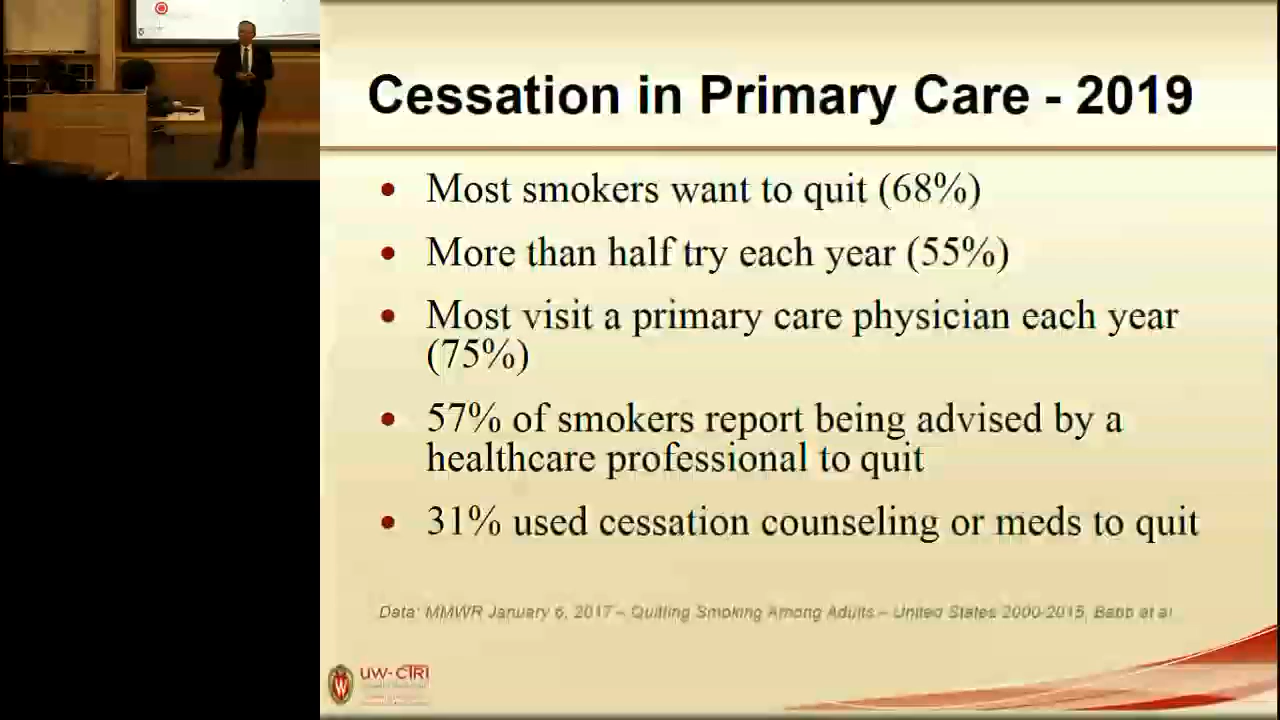 Cessation in Primary Care - 2019
• Most smokers want to quit (68%)
• More than half try each year (55%)
• Most visit a primary care physician each year
(75%)
• 57% of smokers report being advised by a
healthcare professional to quit
• 31% used cessation counseling or meds to quit
Data: MMWR January 6, 2017 – Quitting Smoking Among Adults – United States 2000-2015, Babb et al
W UW-CTRI